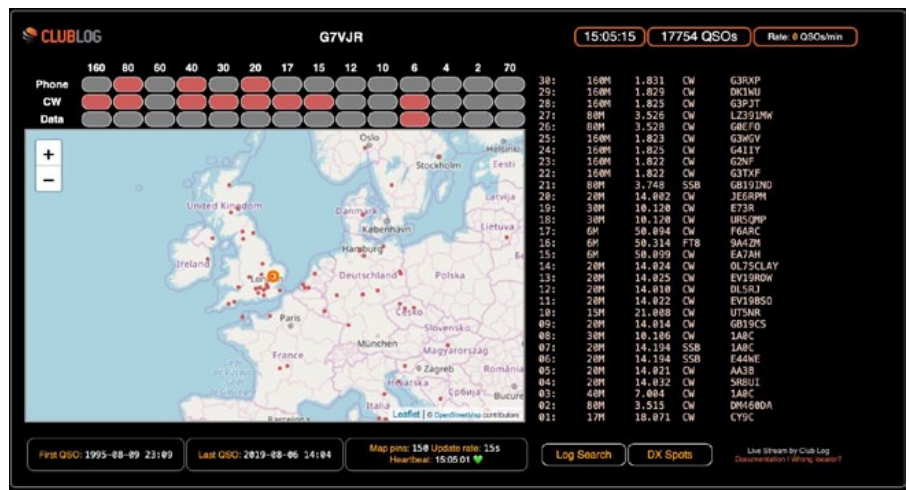 CLUBLOG
G7VJR
15:05:15
17754 QSOs
Rate: 0 QSOs/min
160 80 60 40 30 20 17 15 12 10 6 4 2 70
Phone
CW
Data
30: 160M 1.831 CW G3RXP
29: 160M 1.829 CW DK1WU
28: 160M 1.825 CW G3PJT
27: 80M 3.526 CW LZ391MW
26: 80M 3.528 CW G0EFO
25: 160M 1.823 CW G3WGV
24: 160M 1.825 CW G4IIY
23: 160M 1.822 CW G2NF
22: 160M 1.822 CW G3TXF
21: 80M 3.748 SSB GB19IND
20: 20M 14.002 CW JE6RPM
19: 30M 10.120 CW E73R
18: 30M 10.120 CW UR5QMP
17: 6M 50.094 CW F6ARC
16: 6M 50.314 FT8 9A4ZM
15: 6M 50.099 CW EA7AH
14: 20M 14.024 CW OL75CLAY
13: 20M 14.025 CW EV19ROW
12: 20M 14.010 CW DL5RJ
11: 20M 14.022 CW EV19BSO
10: 15M 21.008 CW UT5NR
09: 20M 14.014 CW GB19CS
08: 30M 10.106 CW 1A0C
07: 20M 14.194 SSB 1A0C
06: 20M 14.194 SSB E44WE
05: 20M 14.021 CW AA3B
04: 20M 14.032 CW 5R8UI
03: 40M 7.004 CW 1A0C
02: 80M 3.515 CW DM460DA
01: 17M 18.071 CW CY9C
+
−
Oslo
Helsinki
Stockholm
Eesti
Latvija
United Kingdom
Danmark
København
Lietuva
Hamburg
Ireland
Deutschland
Polska
Paris
Česko
Slovensko
München
Magyarország
France
Zagreb
România
Hrvatska
Србија
Italia
Barcelona
Leaflet | © OpenStreetMap contributors
First QSO: 1995-08-09 23:09
Last QSO: 2019-08-06 14:04
Map pins: 150 Update rate: 15s
Heartbeat: 15:05:01 💚
Log Search
DX Spots
Live Stream by Club Log
Documentation | Wrong locator?